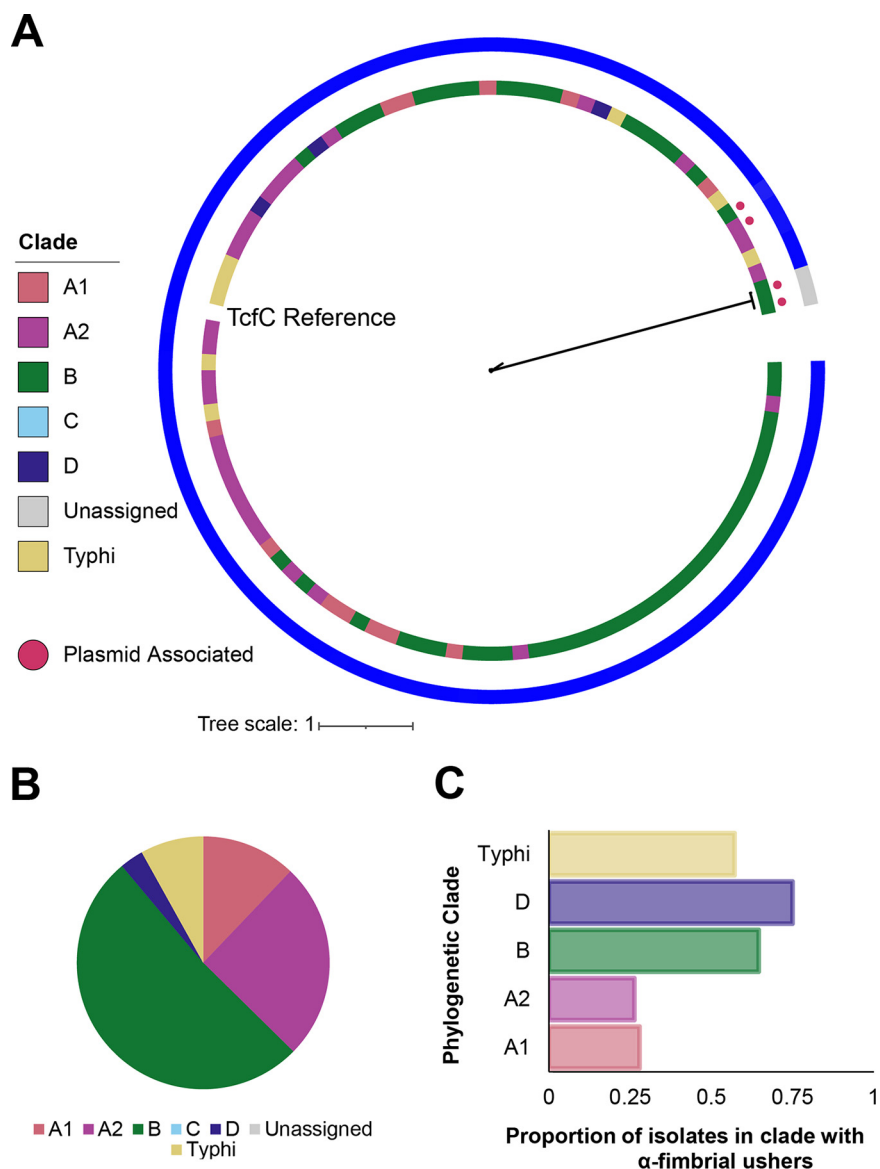 A
Clade
A1
A2
B
C
D
Unassigned
Typhi
Plasmid Associated
TcfC Reference
Tree scale: 1
B
A1 A2 B C D Unassigned
Typhi
C
Phylogenetic Clade
Typhi
D
B
A2
A1
0 0.25 0.5 0.75 1
Proportion of isolates in clade with
α-fimbrial ushers